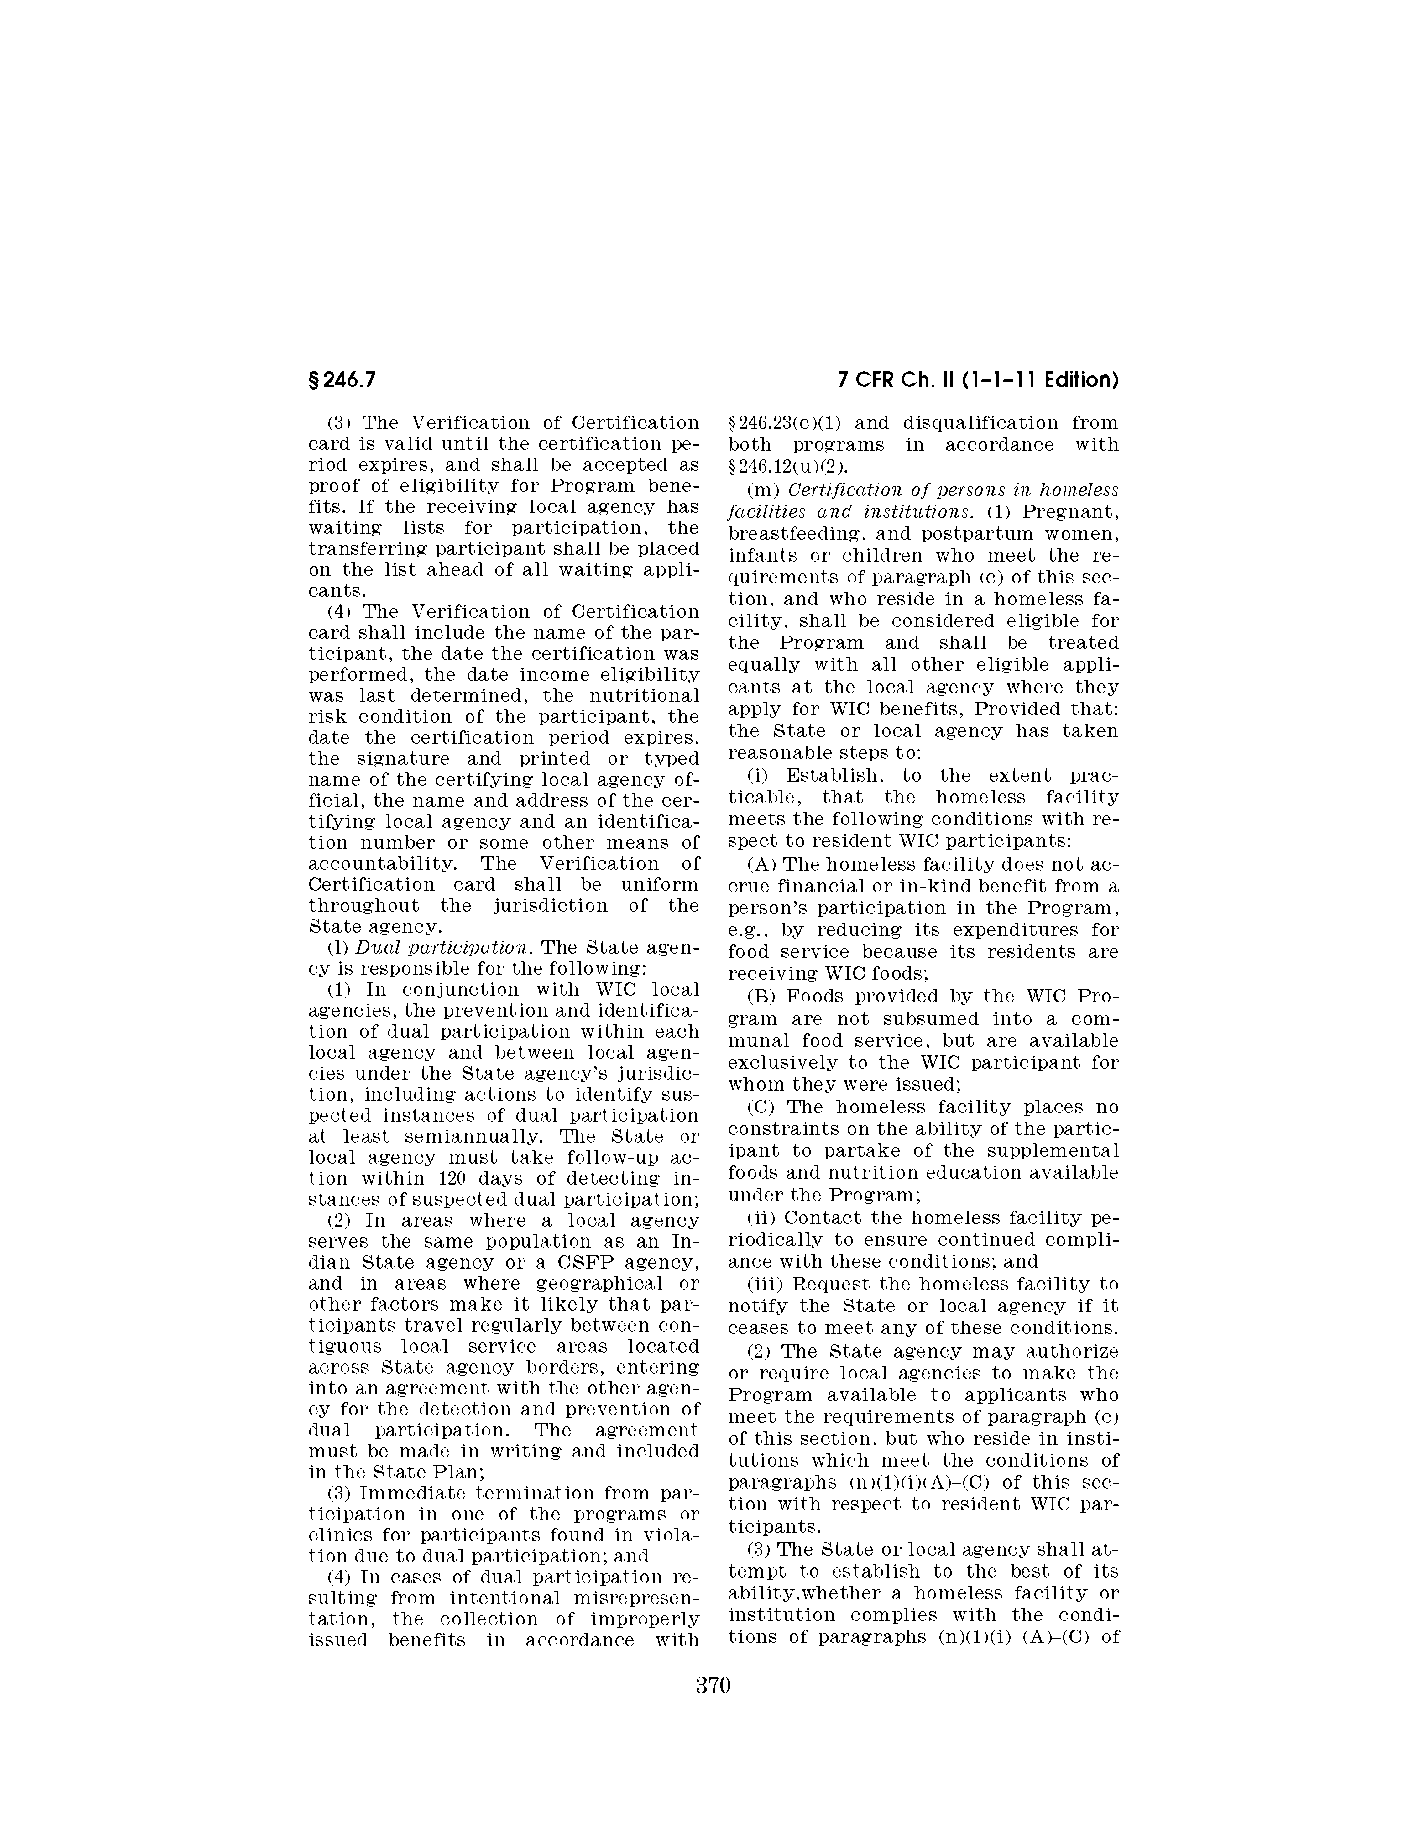 § 246.7
7 CFR Ch. II (1–1–11 Edition)
(3) The Verification of Certification
card is valid until the certification pe-
riod expires, and shall be accepted as
proof of eligibility for Program bene-
fits. If the receiving local agency has
waiting lists for participation, the
transferring participant shall be placed
on the list ahead of all waiting appli-
cants.
(4) The Verification of Certification
card shall include the name of the par-
ticipant, the date the certification was
performed, the date income eligibility
was last determined, the nutritional
risk condition of the participant, the
date the certification period expires,
the signature and printed or typed
name of the certifying local agency of-
ficial, the name and address of the cer-
tifying local agency and an identifica-
tion number or some other means of
accountability. The Verification of
Certification card shall be uniform
throughout the jurisdiction of the
State agency.
(l) Dual participation. The State agen-
cy is responsible for the following:
(1) In conjunction with WIC local
agencies, the prevention and identifica-
tion of dual participation within each
local agency and between local agen-
cies under the State agency's jurisdic-
tion, including actions to identify sus-
pected instances of dual participation
at least semiannually. The State or
local agency must take follow-up ac-
tion within 120 days of detecting in-
stances of suspected dual participation;
(2) In areas where a local agency
serves the same population as an In-
dian State agency or a CSFP agency,
and in areas where geographical or
other factors make it likely that par-
ticipants travel regularly between con-
tiguous local service areas located
across State agency borders, entering
into an agreement with the other agen-
cy for the detection and prevention of
dual participation. The agreement
must be made in writing and included
in the State Plan;
(3) Immediate termination from par-
ticipation in one of the programs or
clinics for participants found in viola-
tion due to dual participation; and
(4) In cases of dual participation re-
sulting from intentional misrepresen-
tation, the collection of improperly
issued benefits in accordance with
§ 246.23(c)(1) and disqualification from
both programs in accordance with
§ 246.12(u)(2).
(m) Certification of persons in homeless
facilities and institutions. (1) Pregnant,
breastfeeding, and postpartum women,
infants or children who meet the re-
quirements of paragraph (c) of this sec-
tion, and who reside in a homeless fa-
cility, shall be considered eligible for
the Program and shall be treated
equally with all other eligible appli-
cants at the local agency where they
apply for WIC benefits, Provided that:
the State or local agency has taken
reasonable steps to:
(i) Establish, to the extent prac-
ticable, that the homeless facility
meets the following conditions with re-
spect to resident WIC participants:
(A) The homeless facility does not ac-
crue financial or in-kind benefit from a
person's participation in the Program,
e.g., by reducing its expenditures for
food service because its residents are
receiving WIC foods;
(B) Foods provided by the WIC Pro-
gram are not subsumed into a com-
munal food service, but are available
exclusively to the WIC participant for
whom they were issued;
(C) The homeless facility places no
constraints on the ability of the partic-
ipant to partake of the supplemental
foods and nutrition education available
under the Program;
(ii) Contact the homeless facility pe-
riodically to ensure continued compli-
ance with these conditions; and
(iii) Request the homeless facility to
notify the State or local agency if it
ceases to meet any of these conditions.
(2) The State agency may authorize
or require local agencies to make the
Program available to applicants who
meet the requirements of paragraph (c)
of this section, but who reside in insti-
tutions which meet the conditions of
paragraphs (n)(1)(i)(A)–(C) of this sec-
tion with respect to resident WIC par-
ticipants.
(3) The State or local agency shall at-
tempt to establish to the best of its
ability,whether a homeless facility or
institution complies with the condi-
tions of paragraphs (n)(1)(i) (A)–(C) of
370